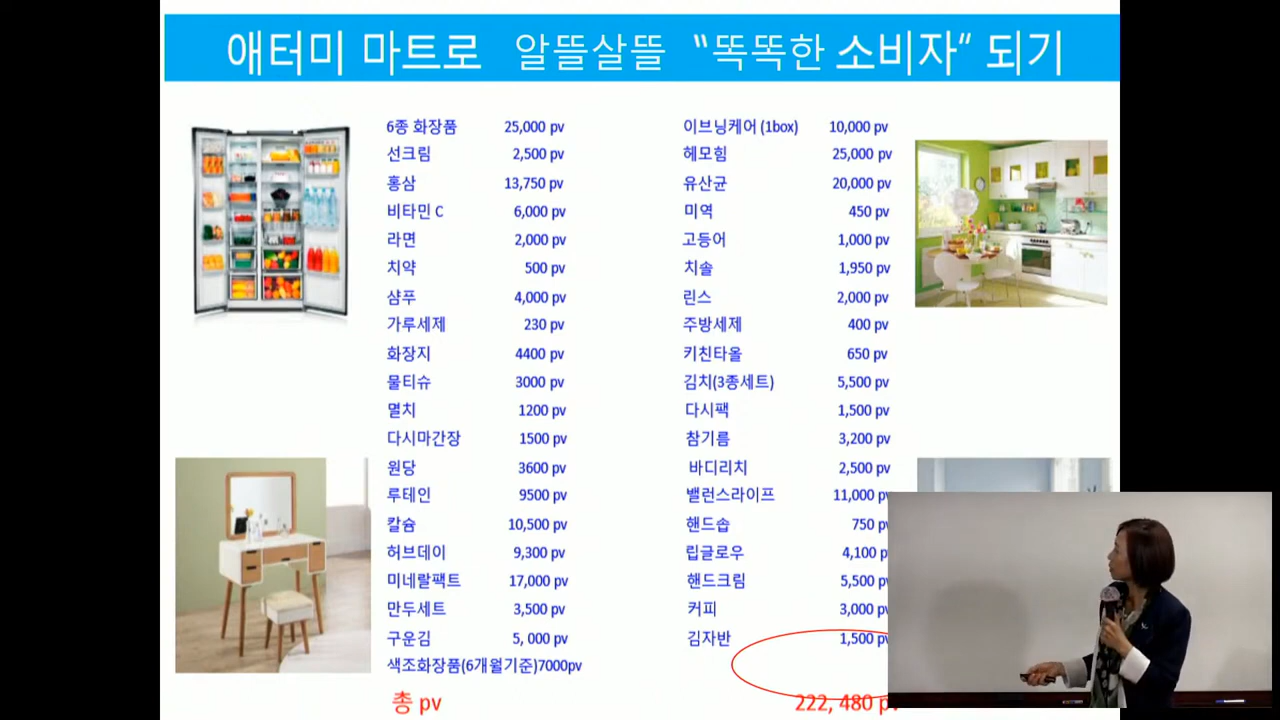 애터미 마트로 알뜰살뜰 “똑똑한 소비자“ 되기
6종 화장품 25,000 pv
선크림 2,500 pv
홍삼 13,750 pv
비타민 C 6,000 pv
라면 2,000 pv
치약 500 pv
샴푸 4,000 pv
가루세제 230 pv
화장지 4400 pv
물티슈 3000 pv
멸치 1200 pv
다시마간장 1500 pv
원당 3600 pv
루테인 9500 pv
칼슘 10,500 pv
허브데이 9,300 pv
미네랄팩트 17,000 pv
만두세트 3,500 pv
구운김 5, 000 pv
색조화장품(6개월기준)7000pv
이브닝케어 (1box) 10,000 pv
헤모힘 25,000 pv
유산균 20,000 pv
미역 450 pv
고등어 1,000 pv
치솔 1,950 pv
린스 2,000 pv
주방세제 400 pv
키친타올 650 pv
김치(3종세트) 5,500 pv
다시팩 1,500 pv
참기름 3,200 pv
바디리치 2,500 pv
밸런스라이프 11,000 pv
핸드솝 750 pv
립글로우 4,100 pv
핸드크림 5,500 pv
커피 3,000 pv
김자반 1,500 pv
총 pv 222, 480 pv